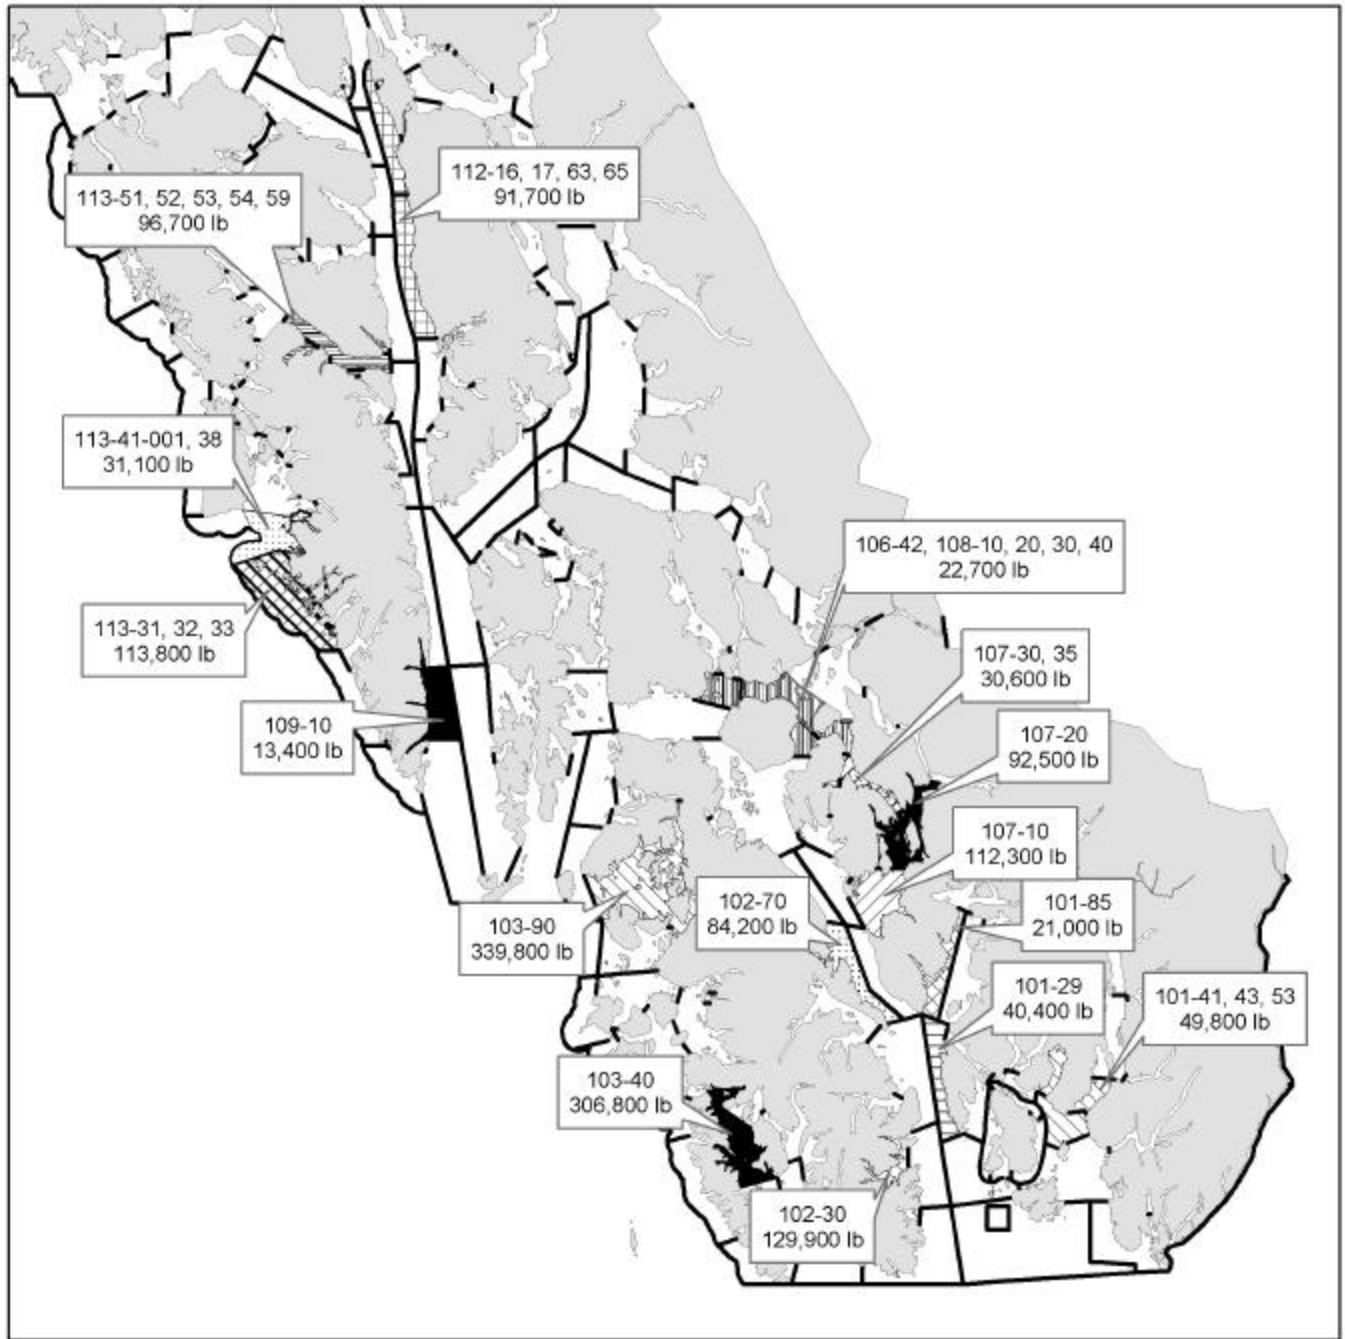 112-16, 17, 63, 65
91,700 lb
113-51, 52, 53, 54, 59
96,700 lb
113-41-001, 38
31,100 lb
106-42, 108-10, 20, 30, 40
22,700 lb
113-31, 32, 33
113,800 lb
107-30, 35
30,600 lb
109-10
13,400 lb
107-20
92,500 lb
107-10
112,300 lb
102-70
84,200 lb
101-85
21,000 lb
103-90
339,800 lb
101-29
40,400 lb
101-41, 43, 53
49,800 lb
103-40
306,800 lb
102-30
129,900 lb